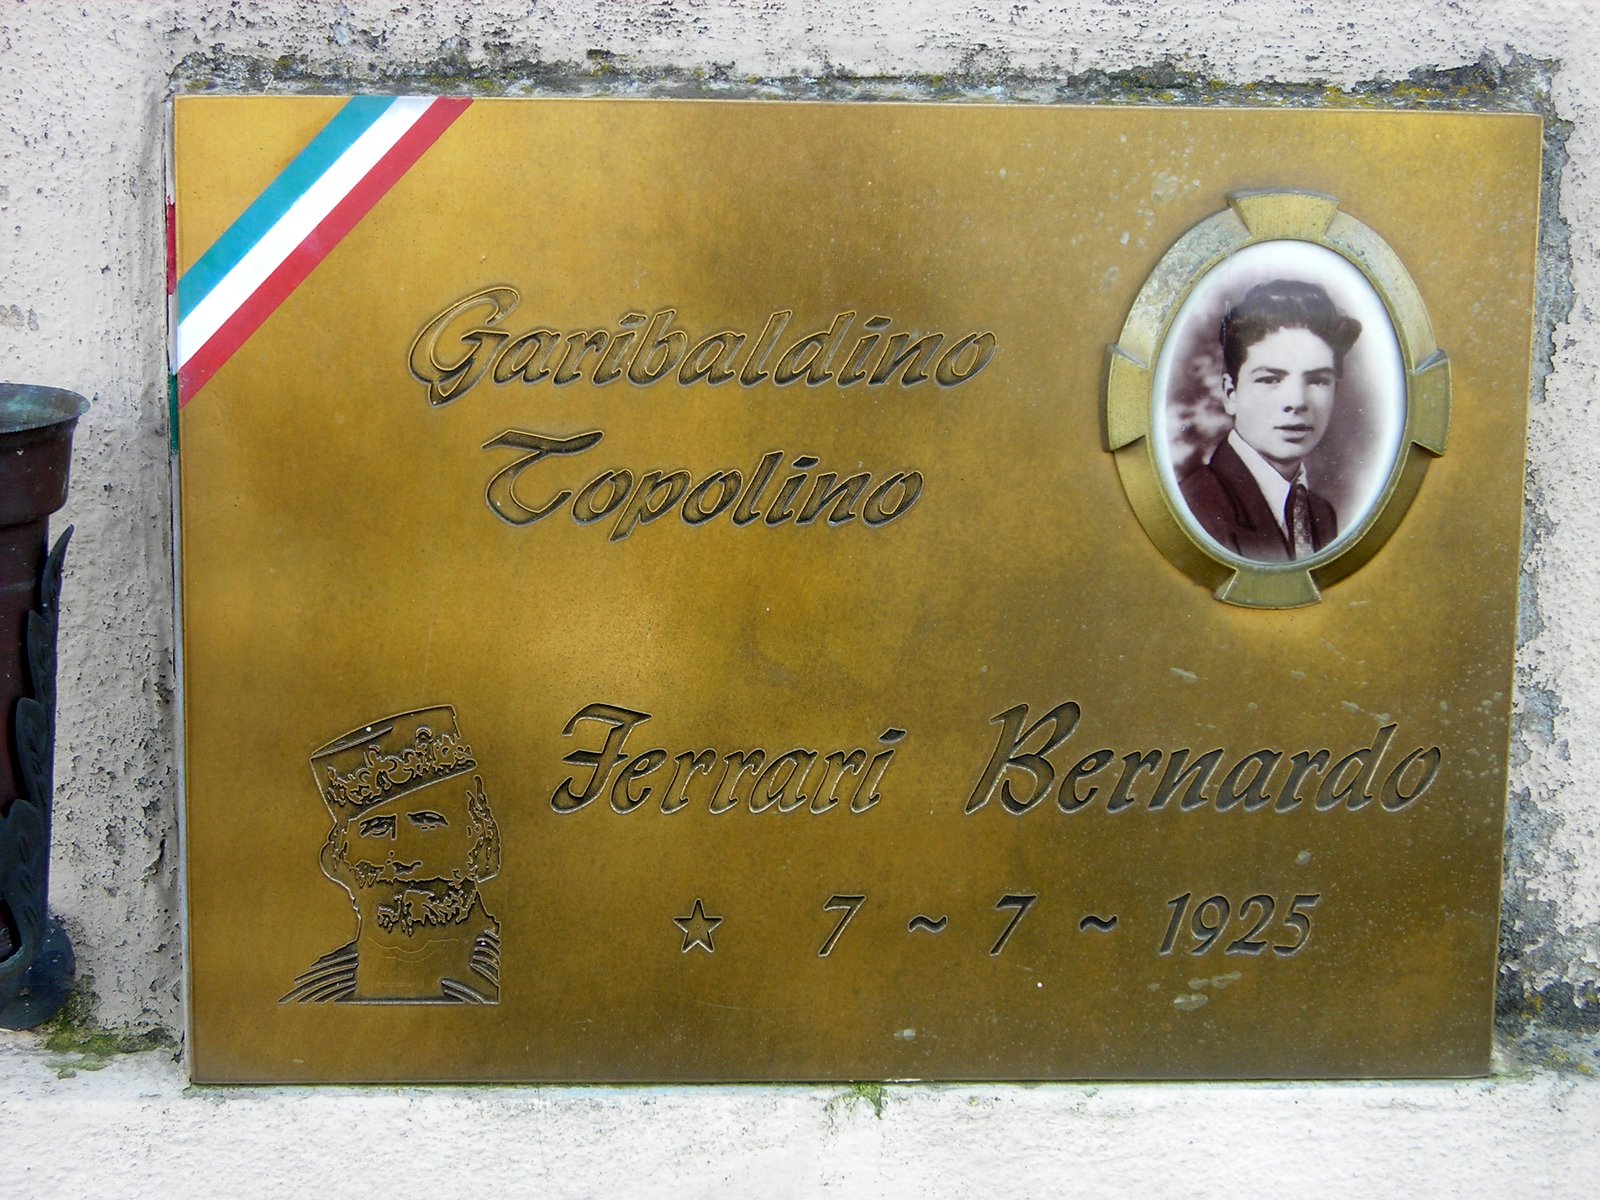 Garibaldino
Topolino
Ferrari Bernardo
☆ 7 ~ 7 ~ 1925